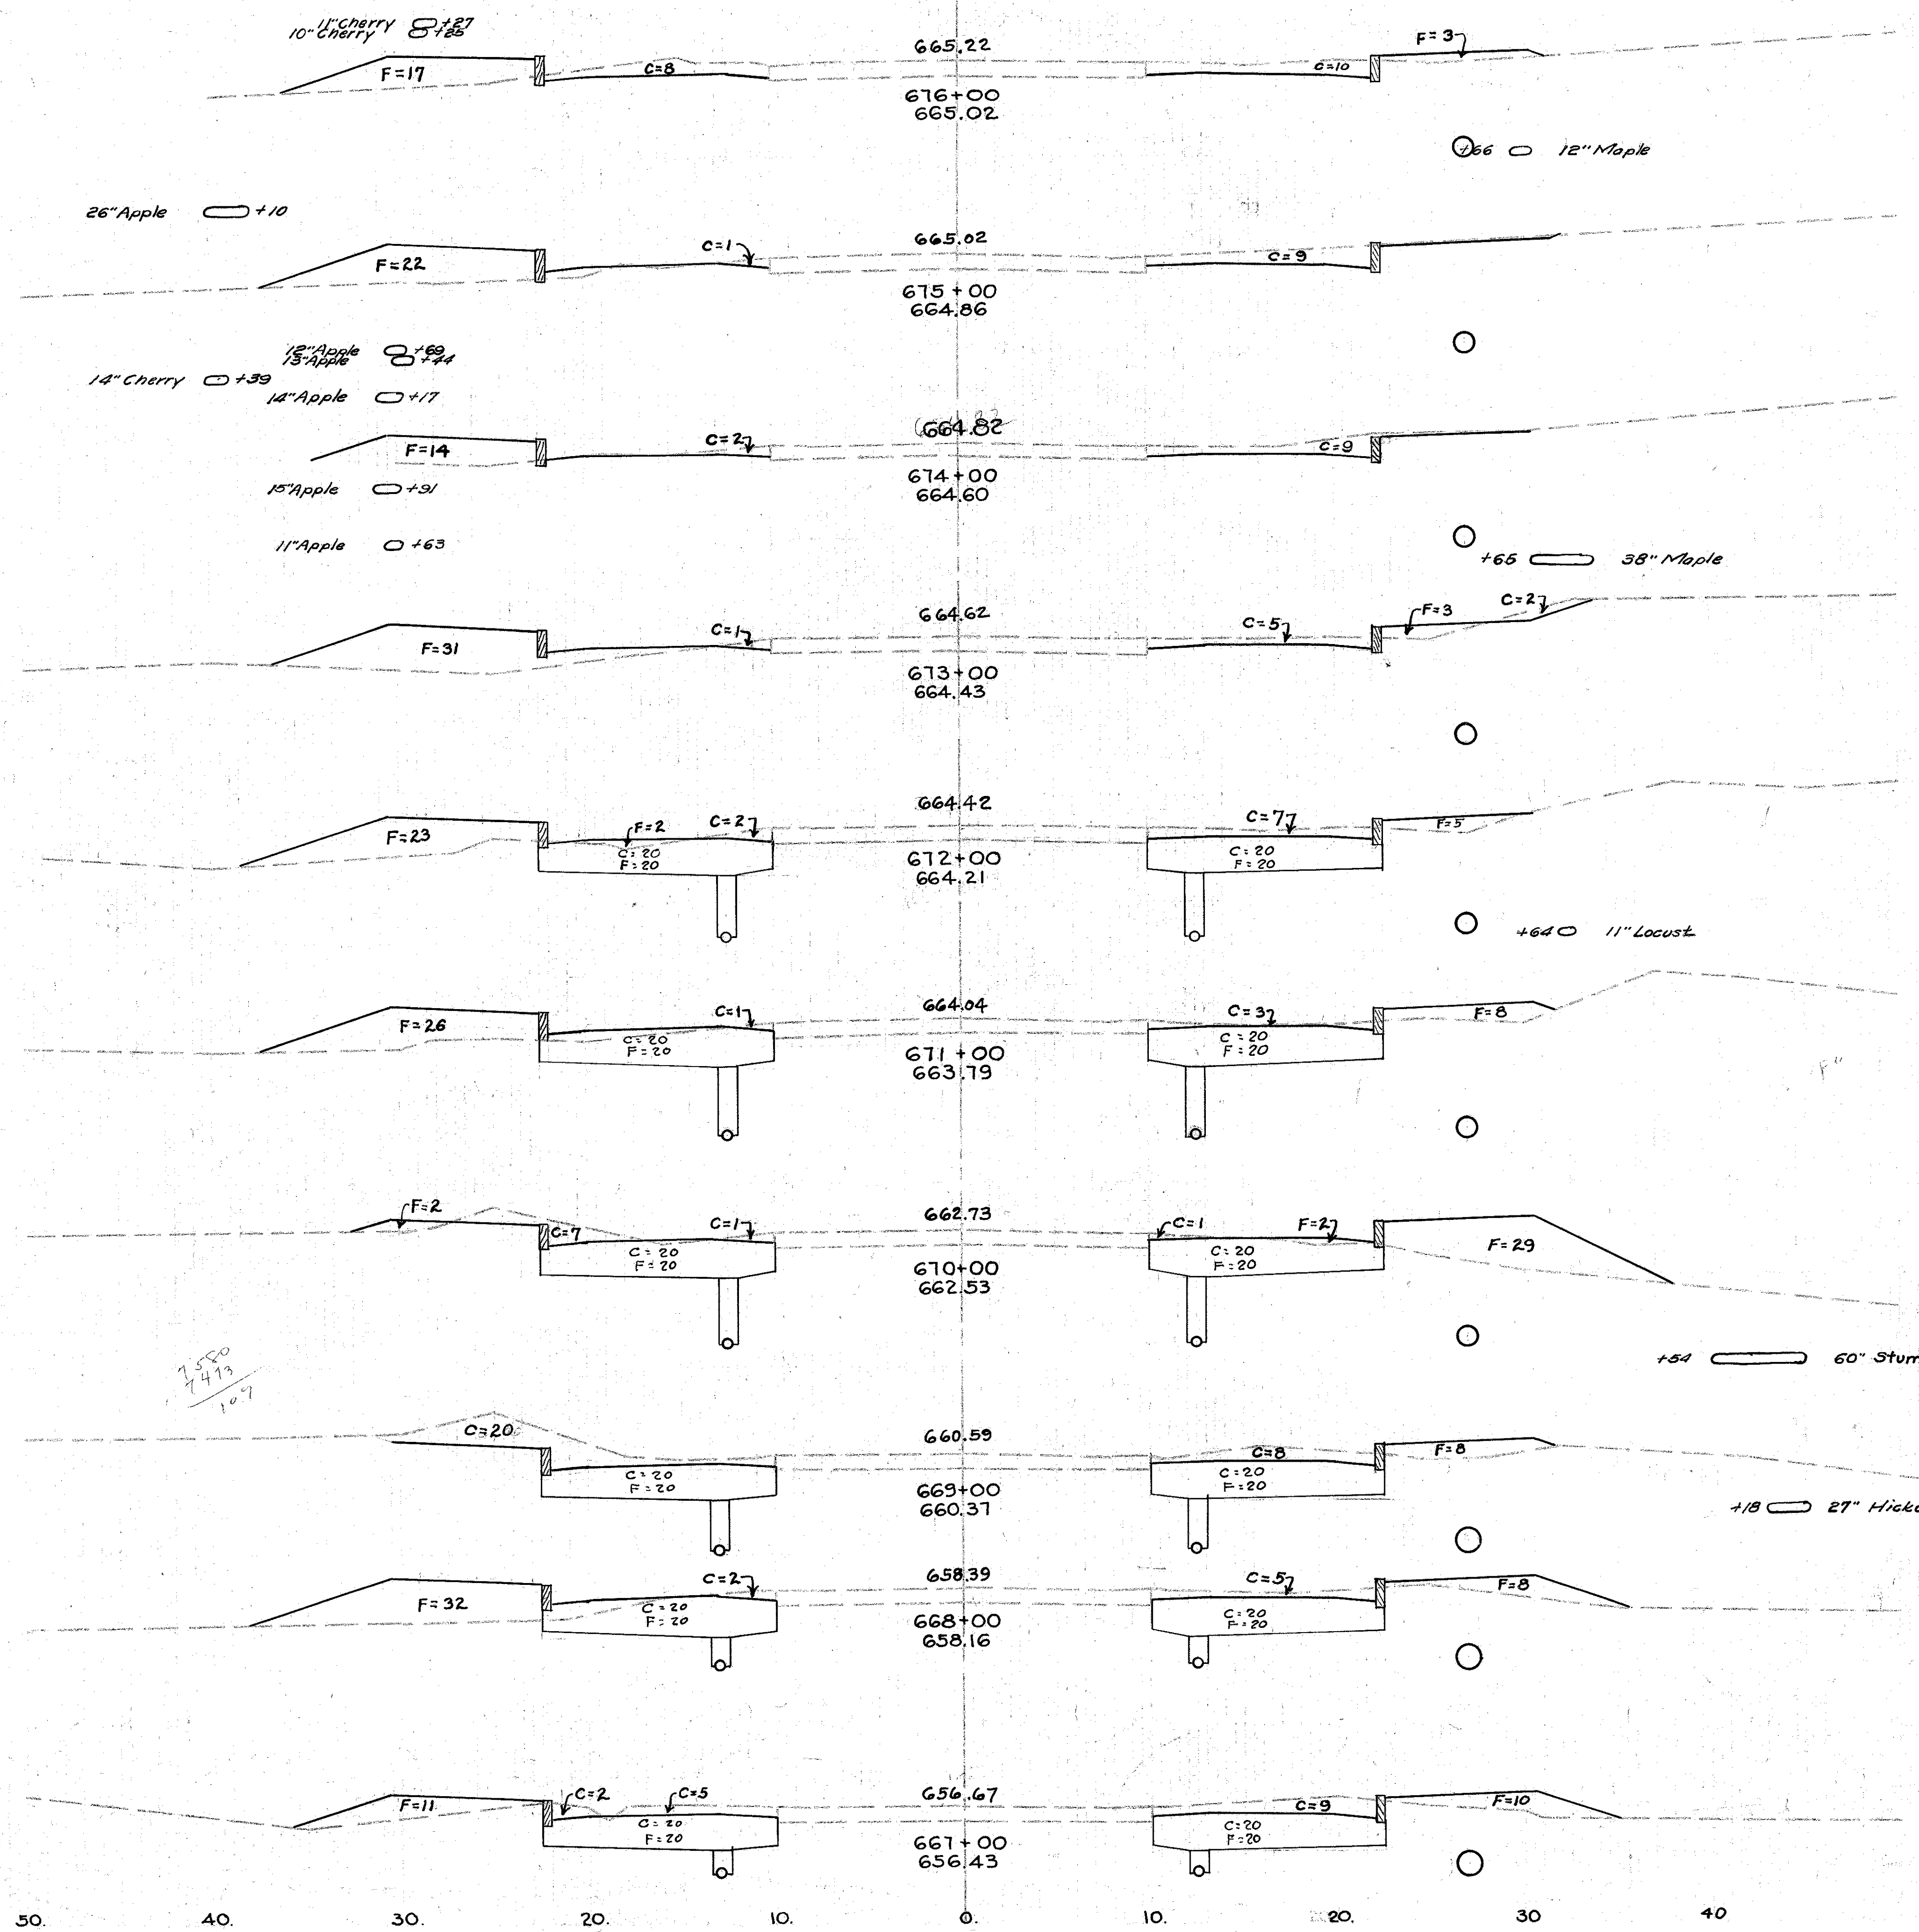 11"Cherry +27
10"Cherry +25
665.22
F=3
F=17
C=8
C=10
676+00
665.02
+66 12"Maple
26"Apple +10
665.02
C=1
F=22
C=9
675+00
664.86
12"Apple +69
13"Apple +44
14"Cherry +39
14"Apple +17
664.82
C=2
F=14
C=9
674+00
664.60
15"Apple +91
11"Apple +63
+65 38" Maple
664.62
C=1
F=31
C=5
F=3
C=2
673+00
664.43
664.42
F=23
F=2
C=2
C=7
F=5
C=20
F=20
C=20
F=20
672+00
664.21
+64 11"Locust
664.04
F=26
C=1
C=3
F=8
C=20
F=20
C=20
F=20
671+00
663.79
F"
662.73
F=2
C=7
C=1
C=1
F=2
F=29
C=20
F=20
C=20
F=20
670+00
662.53
+54 60" Stum
7580
7473
109
660.59
C=20
C=8
F=8
C=20
F=20
C=20
F=20
669+00
660.37
+18 27" Hick
658.39
C=2
F=32
C=5
F=8
C=20
F=20
C=20
F=20
668+00
658.16
656.67
F=11
C=2
C=5
C=9
F=10
C=20
F=20
C=20
F=20
667+00
656.43
50. 40. 30. 20. 10. 0. 10. 20. 30 40